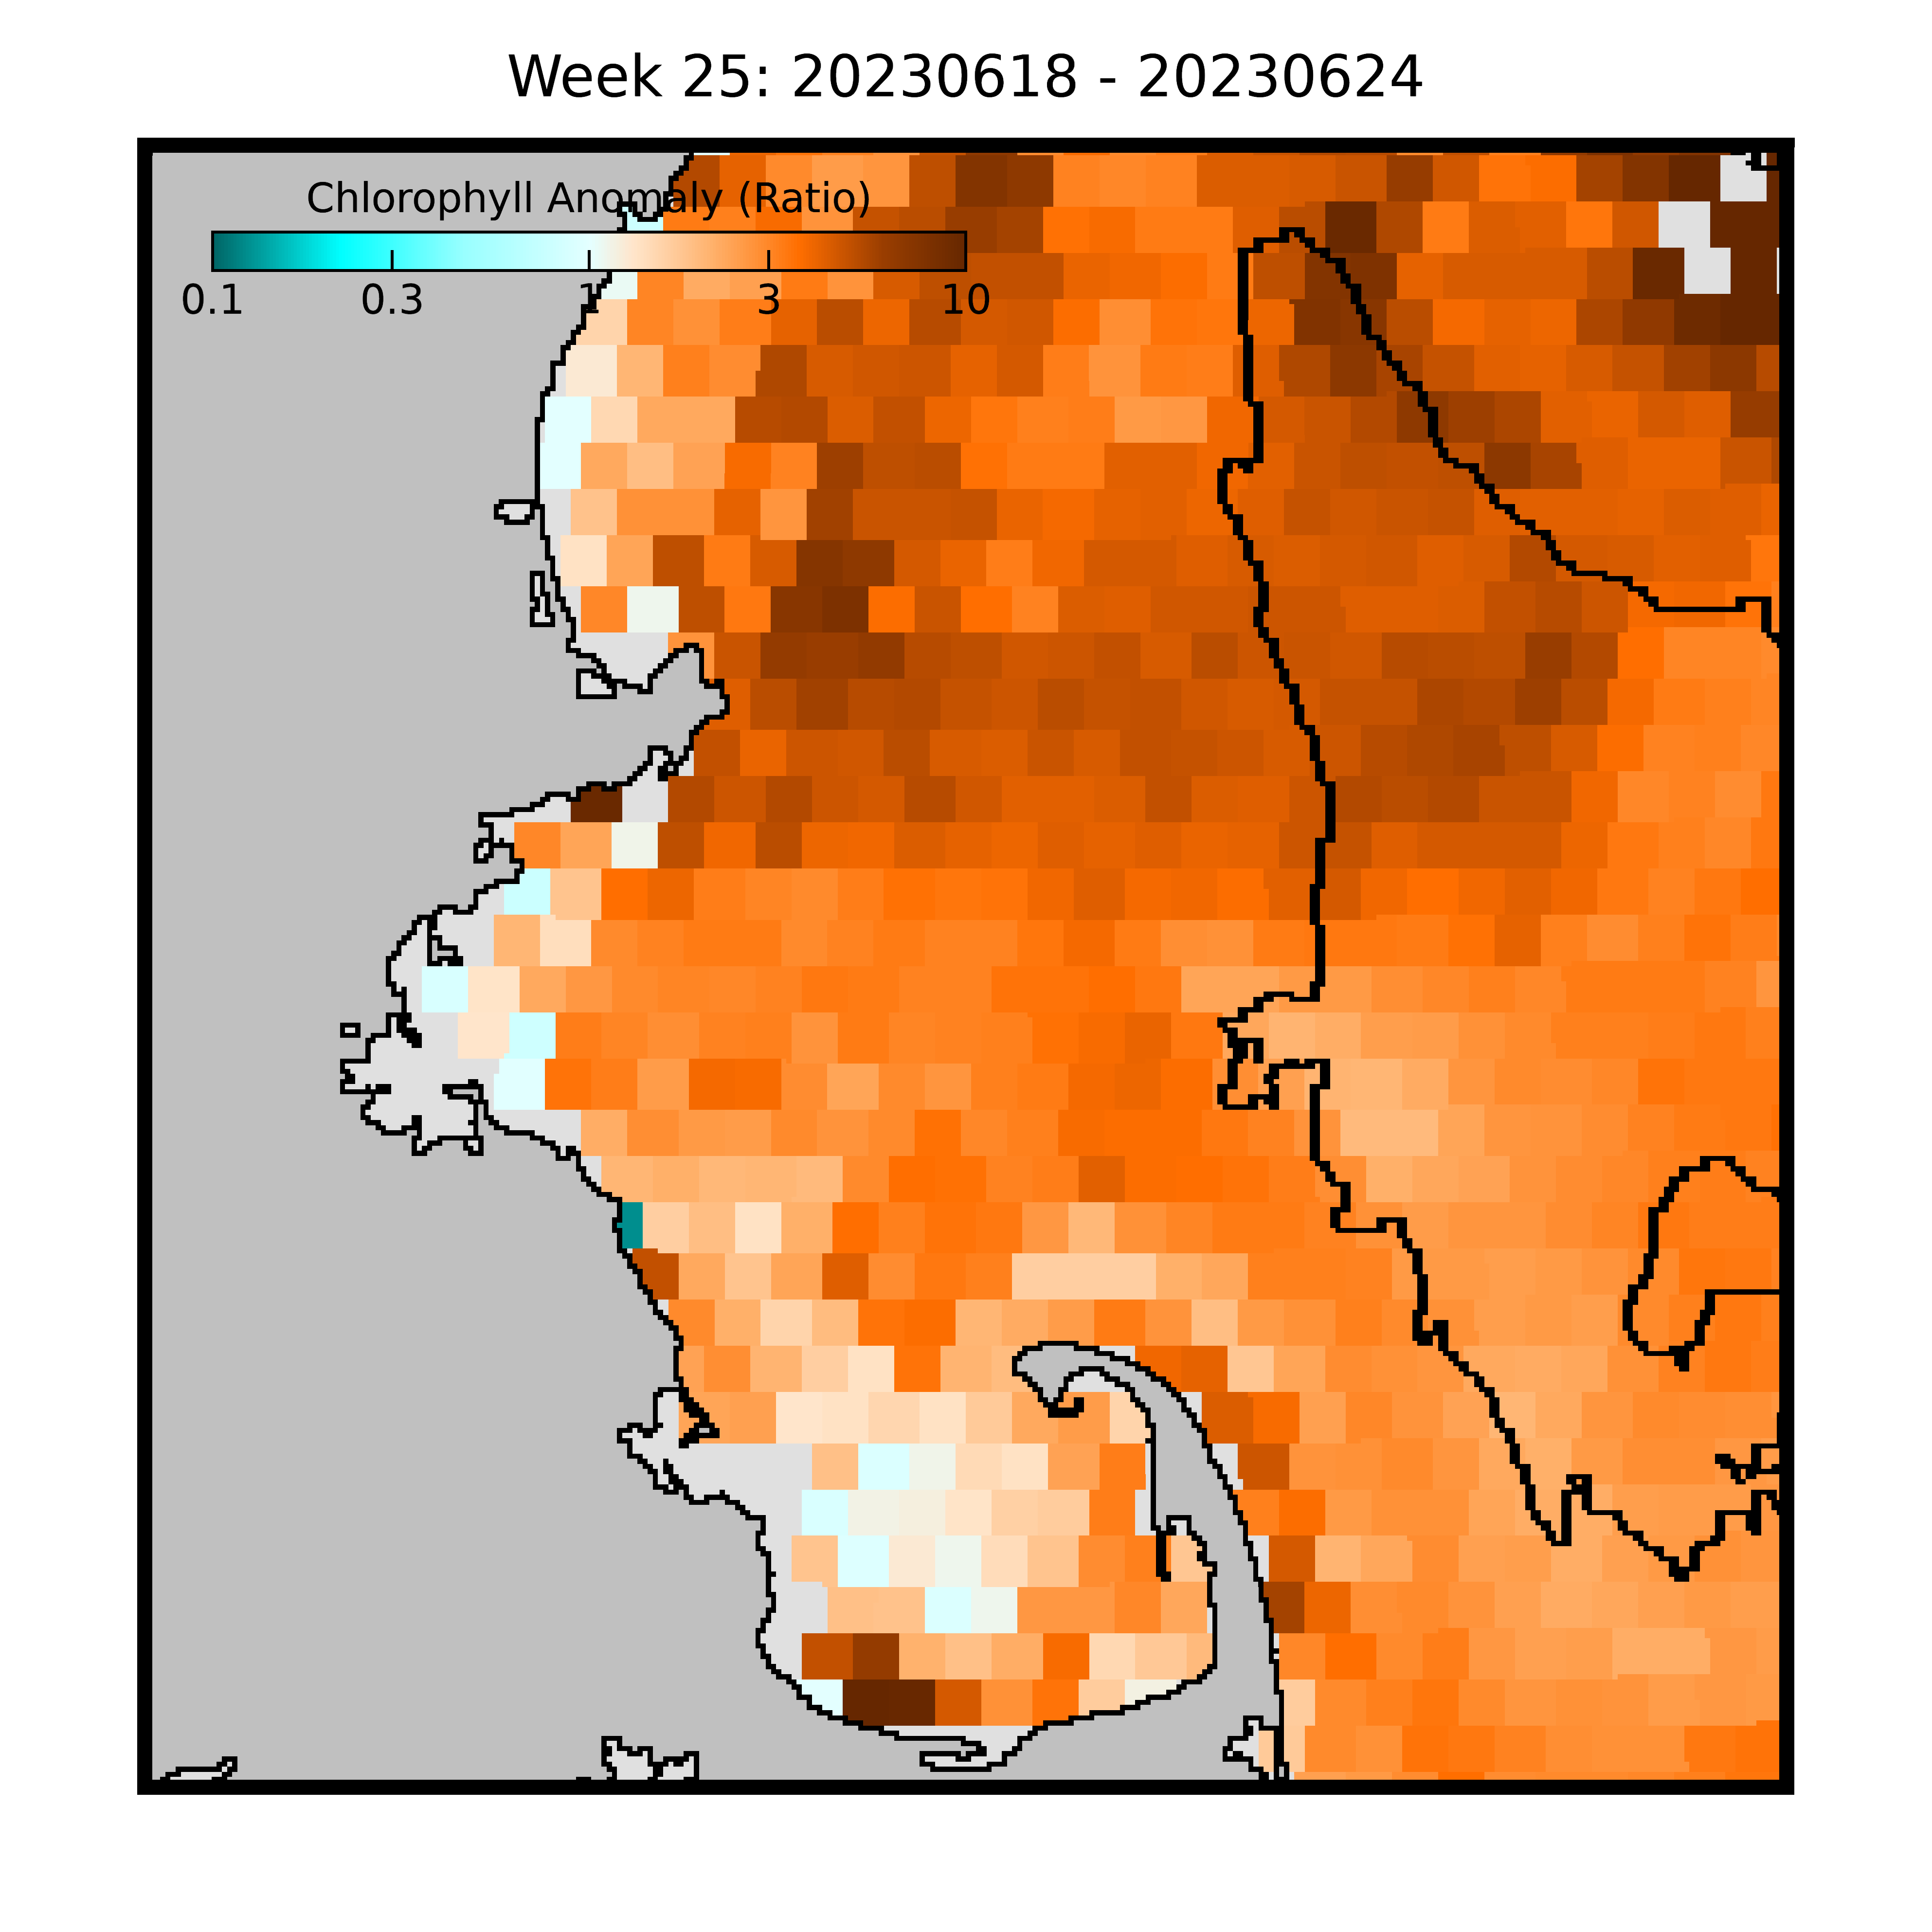 Week 25: 20230618 - 20230624
Chlorophyll Anomaly (Ratio)
0.1 0.3 1 3 10